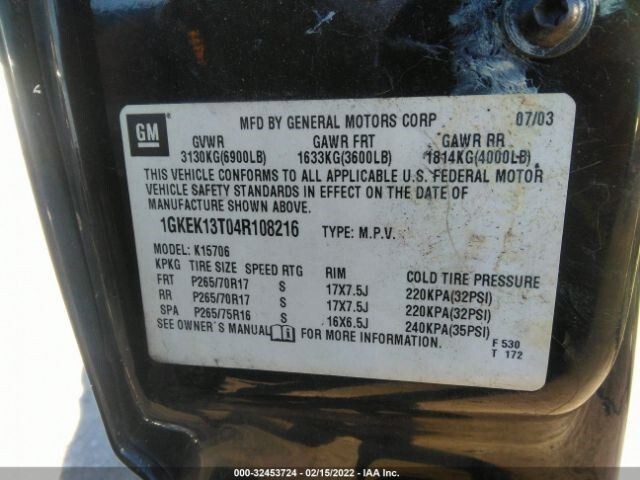 GM
MFD BY GENERAL MOTORS CORP 07/03
GVWR GAWR FRT GAWR RR
3130KG(6900LB) 1633KG(3600LB) 1814KG(4000LB)
THIS VEHICLE CONFORMS TO ALL APPLICABLE U.S. FEDERAL MOTOR
VEHICLE SAFETY STANDARDS IN EFFECT ON THE DATE OF
MANUFACTURE SHOWN ABOVE.
1GKEK13T04R108216 TYPE: M.P.V.
MODEL: K15706
KPKG TIRE SIZE SPEED RTG RIM COLD TIRE PRESSURE
FRT P265/70R17 S 17X7.5J 220KPA(32PSI)
RR P265/70R17 S 17X7.5J 220KPA(32PSI)
SPA P265/75R16 S 16X6.5J 240KPA(35PSI)
SEE OWNER'S MANUAL FOR MORE INFORMATION.
F 530
T 172
000-32453724 - 02/15/2022 - IAA Inc.